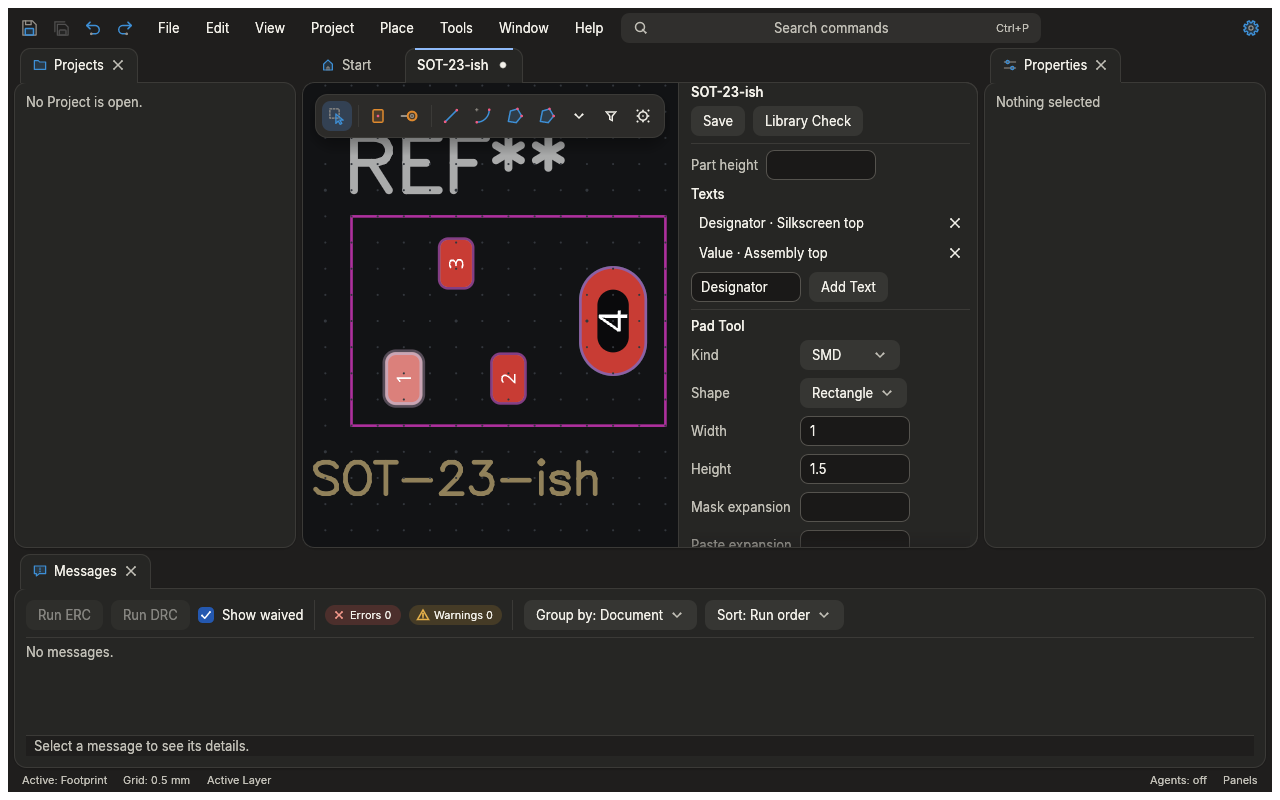 File Edit View Project Place Tools Window Help Search commands Ctrl+P
Projects
Start
SOT-23-ish
Properties
No Project is open.
REF**
3
1
2
4
SOT-23-ish
SOT-23-ish
Save
Library Check
Part height
Texts
Designator · Silkscreen top
Value · Assembly top
Designator
Add Text
Pad Tool
Kind SMD
Shape Rectangle
Width 1
Height 1.5
Mask expansion
Paste expansion
Nothing selected
Messages
Run ERC Run DRC Show waived Errors 0 Warnings 0 Group by: Document Sort: Run order
No messages.
Select a message to see its details.
Active: Footprint Grid: 0.5 mm Active Layer Agents: off Panels